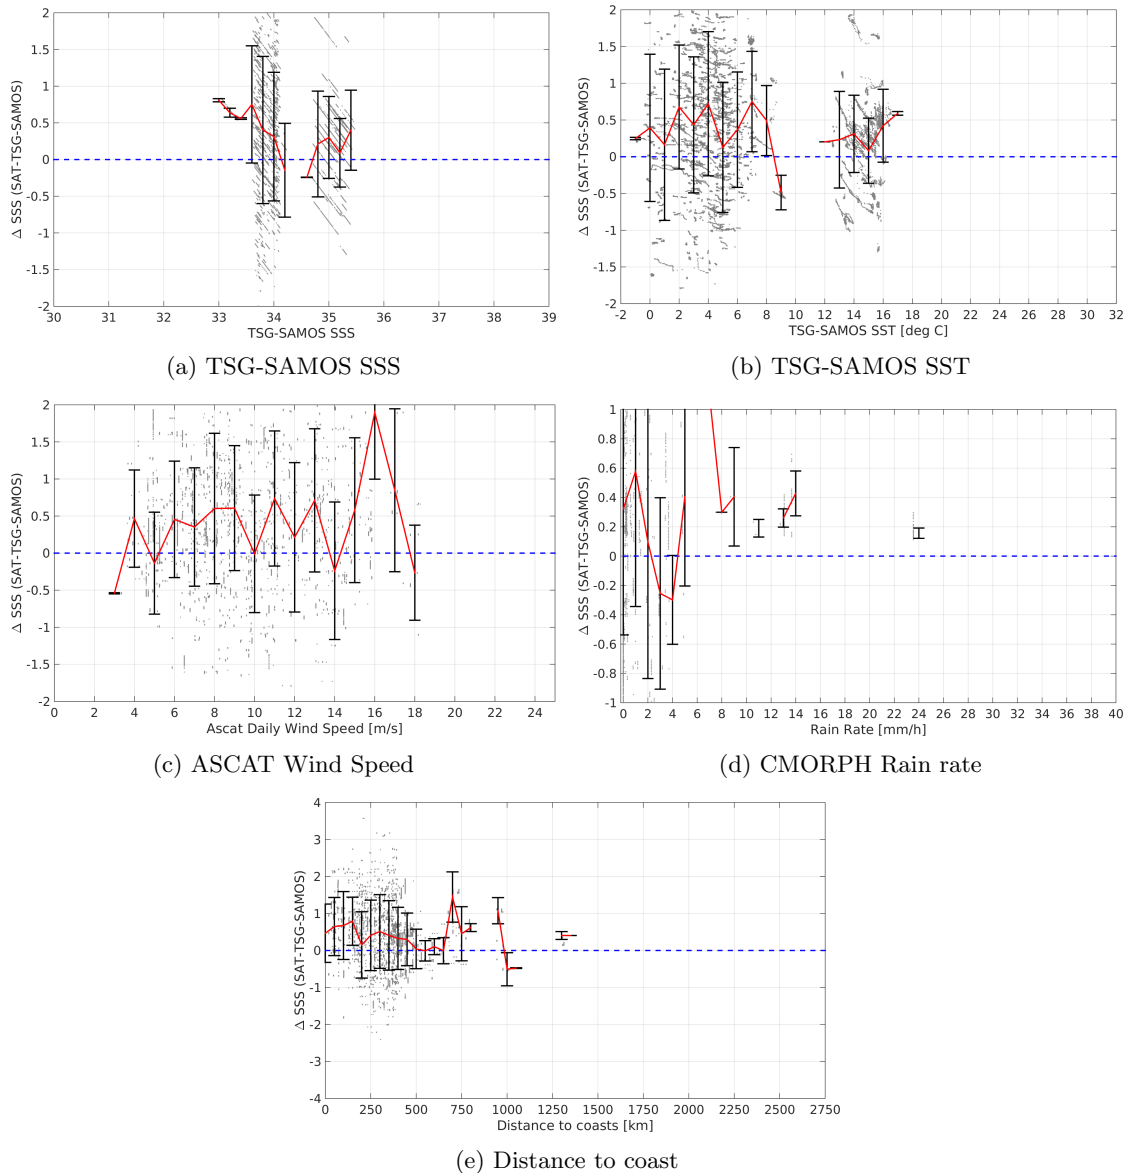 2
1.5
1
0.5
0
-0.5
-1
-1.5
-2
Δ SSS (SAT-TSG-SAMOS)
30 31 32 33 34 35 36 37 38 39
TSG-SAMOS SSS
(a) TSG-SAMOS SSS
2
1.5
1
0.5
0
-0.5
-1
-1.5
-2
Δ SSS (SAT-TSG-SAMOS)
-2 0 2 4 6 8 10 12 14 16 18 20 22 24 26 28 30 32
TSG-SAMOS SST [deg C]
(b) TSG-SAMOS SST
2
1.5
1
0.5
0
-0.5
-1
-1.5
-2
Δ SSS (SAT-TSG-SAMOS)
0 2 4 6 8 10 12 14 16 18 20 22 24
Ascat Daily Wind Speed [m/s]
(c) ASCAT Wind Speed
1
0.8
0.6
0.4
0.2
0
-0.2
-0.4
-0.6
-0.8
-1
Δ SSS (SAT-TSG-SAMOS)
0 2 4 6 8 10 12 14 16 18 20 22 24 26 28 30 32 34 36 38 40
Rain Rate [mm/h]
(d) CMORPH Rain rate
4
3
2
1
0
-1
-2
-3
-4
Δ SSS (SAT-TSG-SAMOS)
0 250 500 750 1000 1250 1500 1750 2000 2250 2500 2750
Distance to coasts [km]
(e) Distance to coast